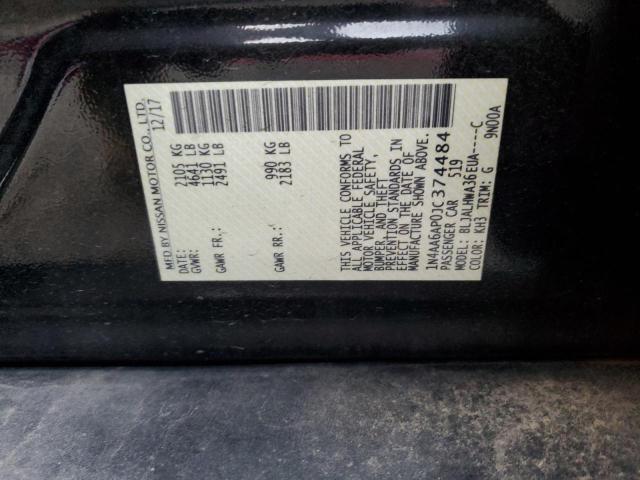 MFD BY NISSAN MOTOR CO., LTD.
12/17
GVWR: 2105 KG
4641 LB
GAWR FR.: 1130 KG
2491 LB
GAWR RR.: 990 KG
2183 LB
THIS VEHICLE CONFORMS TO
ALL APPLICABLE FEDERAL
MOTOR VEHICLE SAFETY,
BUMPER, AND THEFT
PREVENTION STANDARDS IN
EFFECT ON THE DATE OF
MANUFACTURE SHOWN ABOVE.
1N4AA6AP0JC374484
PASSENGER CAR 519
MODEL: BLJALHWA36EUA----C
COLOR: KH3 TRIM: G 9N00A